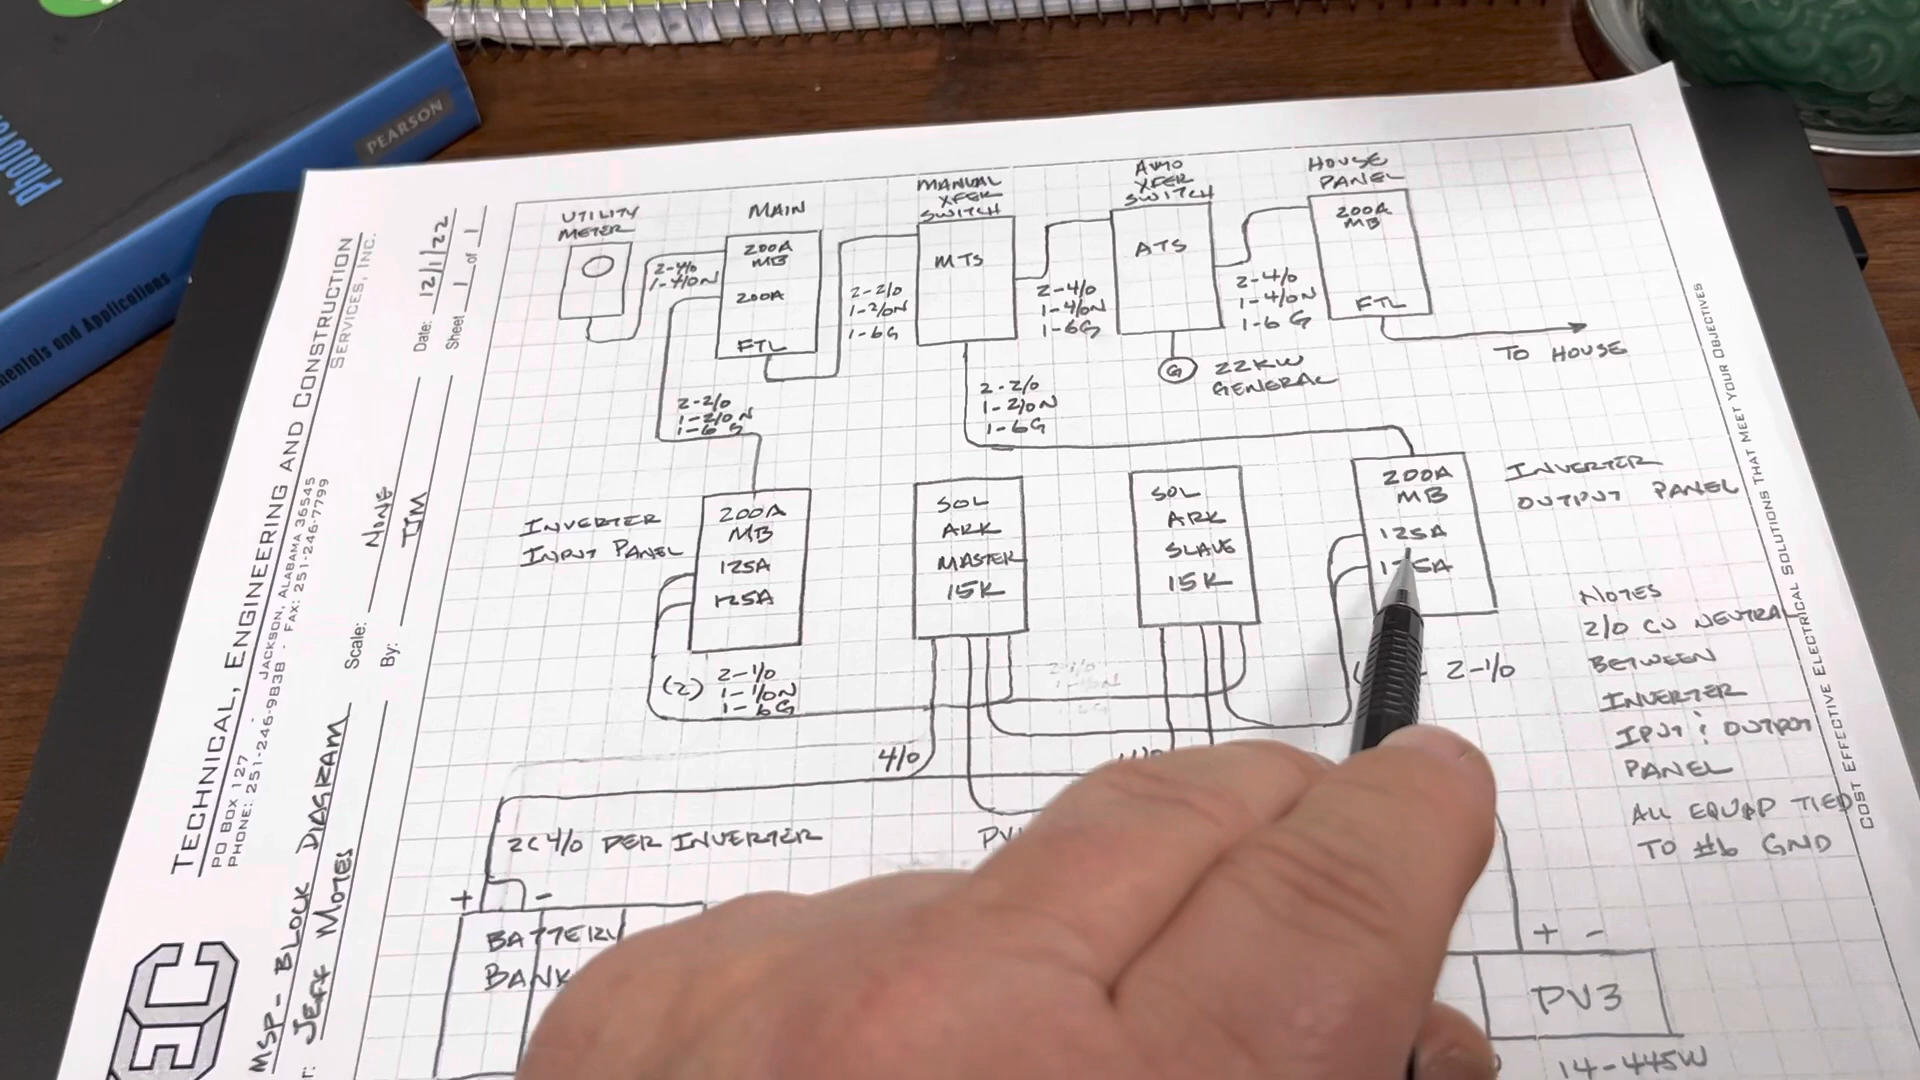 PEARSON
mentals and Applications
TECHNICAL, ENGINEERING AND CONSTRUCTION
SERVICES, INC.
PO BOX 127 JACKSON, ALABAMA 36545
PHONE: 251-246-9838 - FAX: 251-246-7799
Date: 12/1/22
Sheet 1 of 1
Scale: NONE
By: TJM
MSP - BLOCK DIAGRAM
JEFF MOTES
UTILITY
METER
MAIN
200A
MB
200A
FTL
2-4/0
1-4/0N
MANUAL
XFER
SWITCH
MTS
2-2/0
1-2/0N
1-6G
AUTO
XFER
SWITCH
ATS
2-4/0
1-4/0N
1-6G
HOUSE
PANEL
200A
MB
FTL
2-4/0
1-4/0N
1-6G
TO HOUSE
G
22KW
GENERAL
2-2/0
1-2/0N
1-6G
2-2/0
1-2/0N
1-6G
INVERTER
INPUT PANEL
200A
MB
125A
125A
SOL
ARK
MASTER
15K
SOL
ARK
SLAVE
15K
200A
MB
125A
INVERTER
OUTPUT PANEL
(2) 2-1/0
1-1/0N
1-6G
2-1/0
NOTES
2/0 CU NEUTRAL
BETWEEN
INVERTER
IPUT & OUTPUT
PANEL
ALL EQUIP TIED
TO #6 GND
4/0
2C 4/0 PER INVERTER
+ -
BATTERY
BANK
+ -
PV3
14-445W
COST EFFECTIVE ELECTRICAL SOLUTIONS THAT MEET YOUR OBJECTIVES